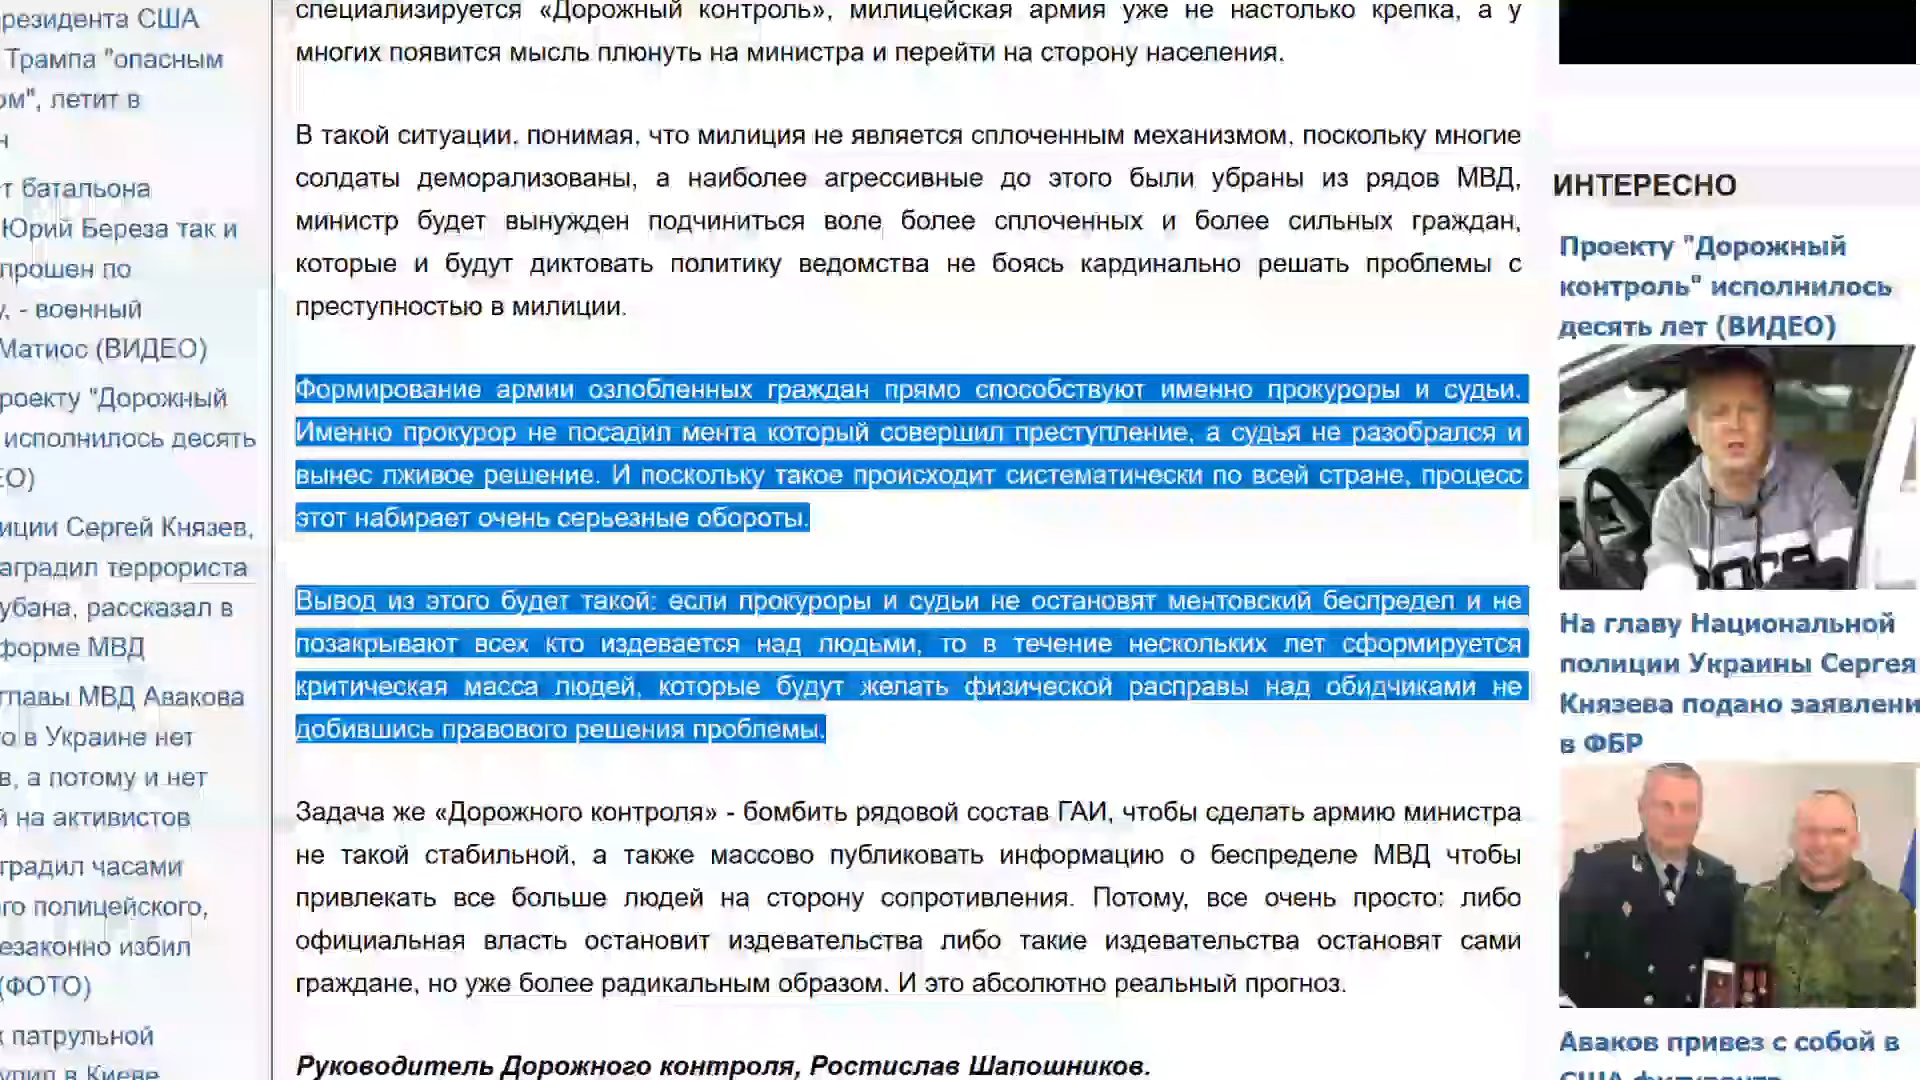 резидента США
Трампа "опасным
ом", летит в
н
т батальона
Юрий Береза так и
прошен по
, - военный
Матиос (ВИДЕО)
роекту "Дорожный
исполнилось десять
ЕО)
иции Сергей Князев,
аградил террориста
убана, рассказал в
форме МВД
главы МВД Авакова
о в Украине нет
в, а потому и нет
й на активистов
градил часами
го полицейского,
езаконно избил
(ФОТО)
к патрульной
упил в Киеве
специализируется «Дорожный контроль», милицейская армия уже не настолько крепка, а у
многих появится мысль плюнуть на министра и перейти на сторону населения.
В такой ситуации, понимая, что милиция не является сплоченным механизмом, поскольку многие
солдаты деморализованы, а наиболее агрессивные до этого были убраны из рядов МВД,
министр будет вынужден подчиниться воле более сплоченных и более сильных граждан,
которые и будут диктовать политику ведомства не боясь кардинально решать проблемы с
преступностью в милиции.
Формирование армии озлобленных граждан прямо способствуют именно прокуроры и судьи.
Именно прокурор не посадил мента который совершил преступление, а судья не разобрался и
вынес лживое решение. И поскольку такое происходит систематически по всей стране, процесс
этот набирает очень серьезные обороты.
Вывод из этого будет такой: если прокуроры и судьи не остановят ментовский беспредел и не
позакрывают всех кто издевается над людьми, то в течение нескольких лет сформируется
критическая масса людей, которые будут желать физической расправы над обидчиками не
добившись правового решения проблемы.
Задача же «Дорожного контроля» - бомбить рядовой состав ГАИ, чтобы сделать армию министра
не такой стабильной, а также массово публиковать информацию о беспределе МВД чтобы
привлекать все больше людей на сторону сопротивления. Потому, все очень просто: либо
официальная власть остановит издевательства либо такие издевательства остановят сами
граждане, но уже более радикальным образом. И это абсолютно реальный прогноз.
Руководитель Дорожного контроля, Ростислав Шапошников.
ИНТЕРЕСНО
Проекту "Дорожный
контроль" исполнилось
десять лет (ВИДЕО)
На главу Национальной
полиции Украины Сергея
Князева подано заявлени
в ФБР
Аваков привез с собой в
США